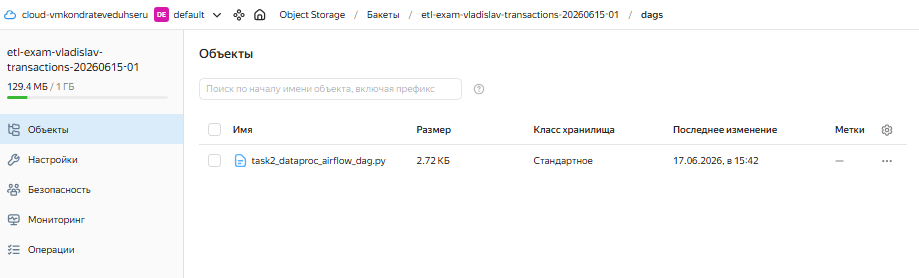 cloud-vmkondrateveduhseru DE default Object Storage / Бакеты / etl-exam-vladislav-transactions-20260615-01 / dags
etl-exam-vladislav-
transactions-20260615-01
129.4 МБ / 1 ГБ
Объекты
Настройки
Безопасность
Мониторинг
Операции
Объекты
Поиск по началу имени объекта, включая префикс
Имя Размер Класс хранилища Последнее изменение Метки
task2_dataproc_airflow_dag.py 2.72 КБ Стандартное 17.06.2026, в 15:42 —